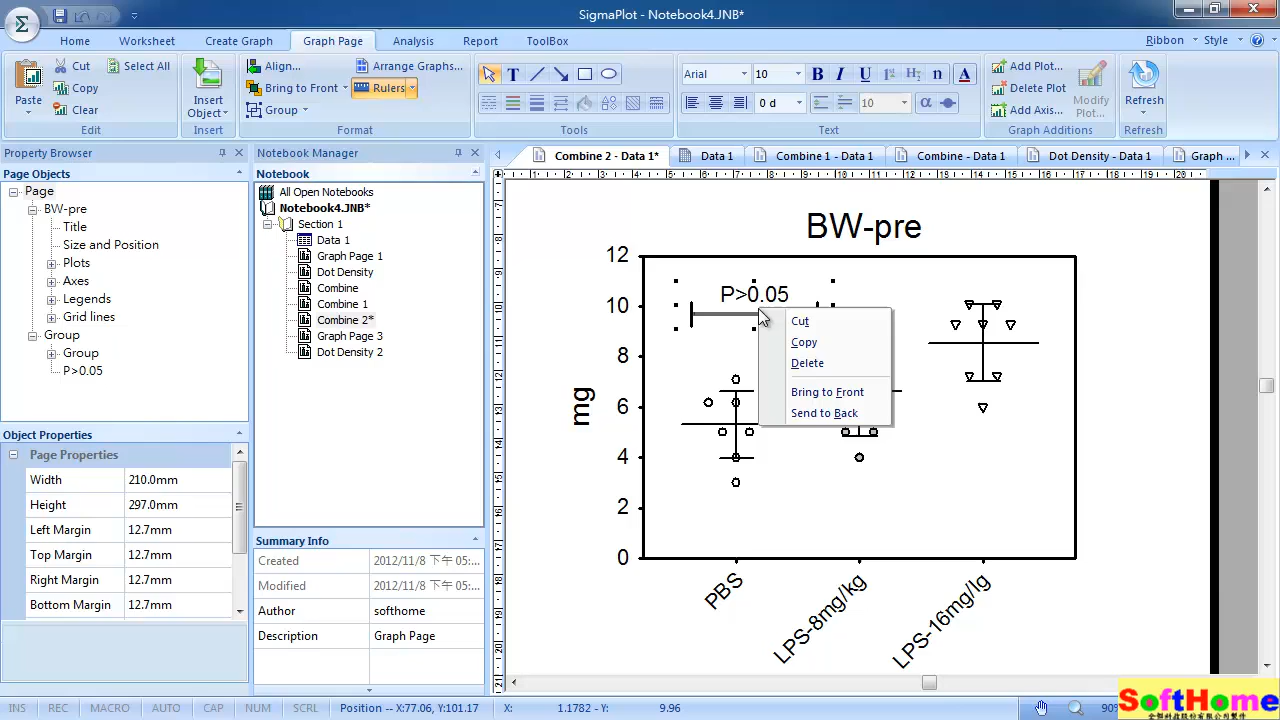 SigmaPlot - Notebook4.JNB*
Home Worksheet Create Graph Graph Page Analysis Report ToolBox Ribbon Style
Paste Cut Copy Clear Select All
Edit
Insert Object
Insert
Align... Arrange Graphs...
Bring to Front Rulers
Group
Format
Tools
Arial 10 B I U
0 d 10
Text
Add Plot... Delete Plot Add Axis... Modify Plot...
Graph Additions
Refresh
Refresh
Property Browser
Page Objects
Page
BW-pre
Title
Size and Position
Plots
Axes
Legends
Grid lines
Group
Group
P>0.05
Object Properties
Page Properties
Width 210.0mm
Height 297.0mm
Left Margin 12.7mm
Top Margin 12.7mm
Right Margin 12.7mm
Bottom Margin 12.7mm
Notebook Manager
Notebook
All Open Notebooks
Notebook4.JNB*
Section 1
Data 1
Graph Page 1
Dot Density
Combine
Combine 1
Combine 2*
Graph Page 3
Dot Density 2
Summary Info
Created 2012/11/8 下午 05:...
Modified 2012/11/8 下午 05:...
Author softhome
Description Graph Page
Combine 2 - Data 1* Data 1 Combine 1 - Data 1 Combine - Data 1 Dot Density - Data 1 Graph ...
BW-pre
12
10
8
6
4
2
0
mg
P>0.05
Cut
Copy
Delete
Bring to Front
Send to Back
PBS
LPS-8mg/kg
LPS-16mg/lg
INS REC MACRO AUTO CAP NUM SCRL
SoftHome